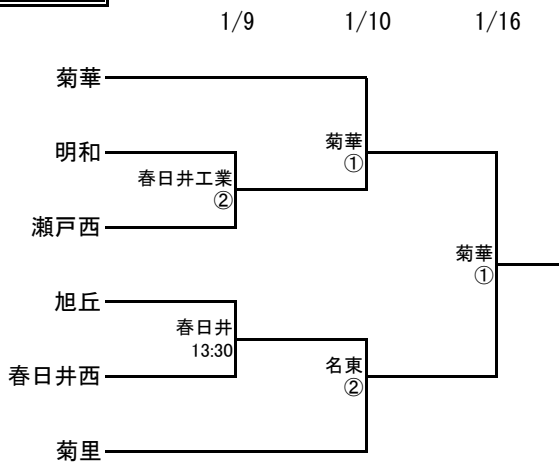 1/9 1/10 1/16
菊華
明和
瀬戸西
旭丘
春日井西
菊里
春日井工業
②
春日井
13:30
菊華
①
名東
②
菊華
①